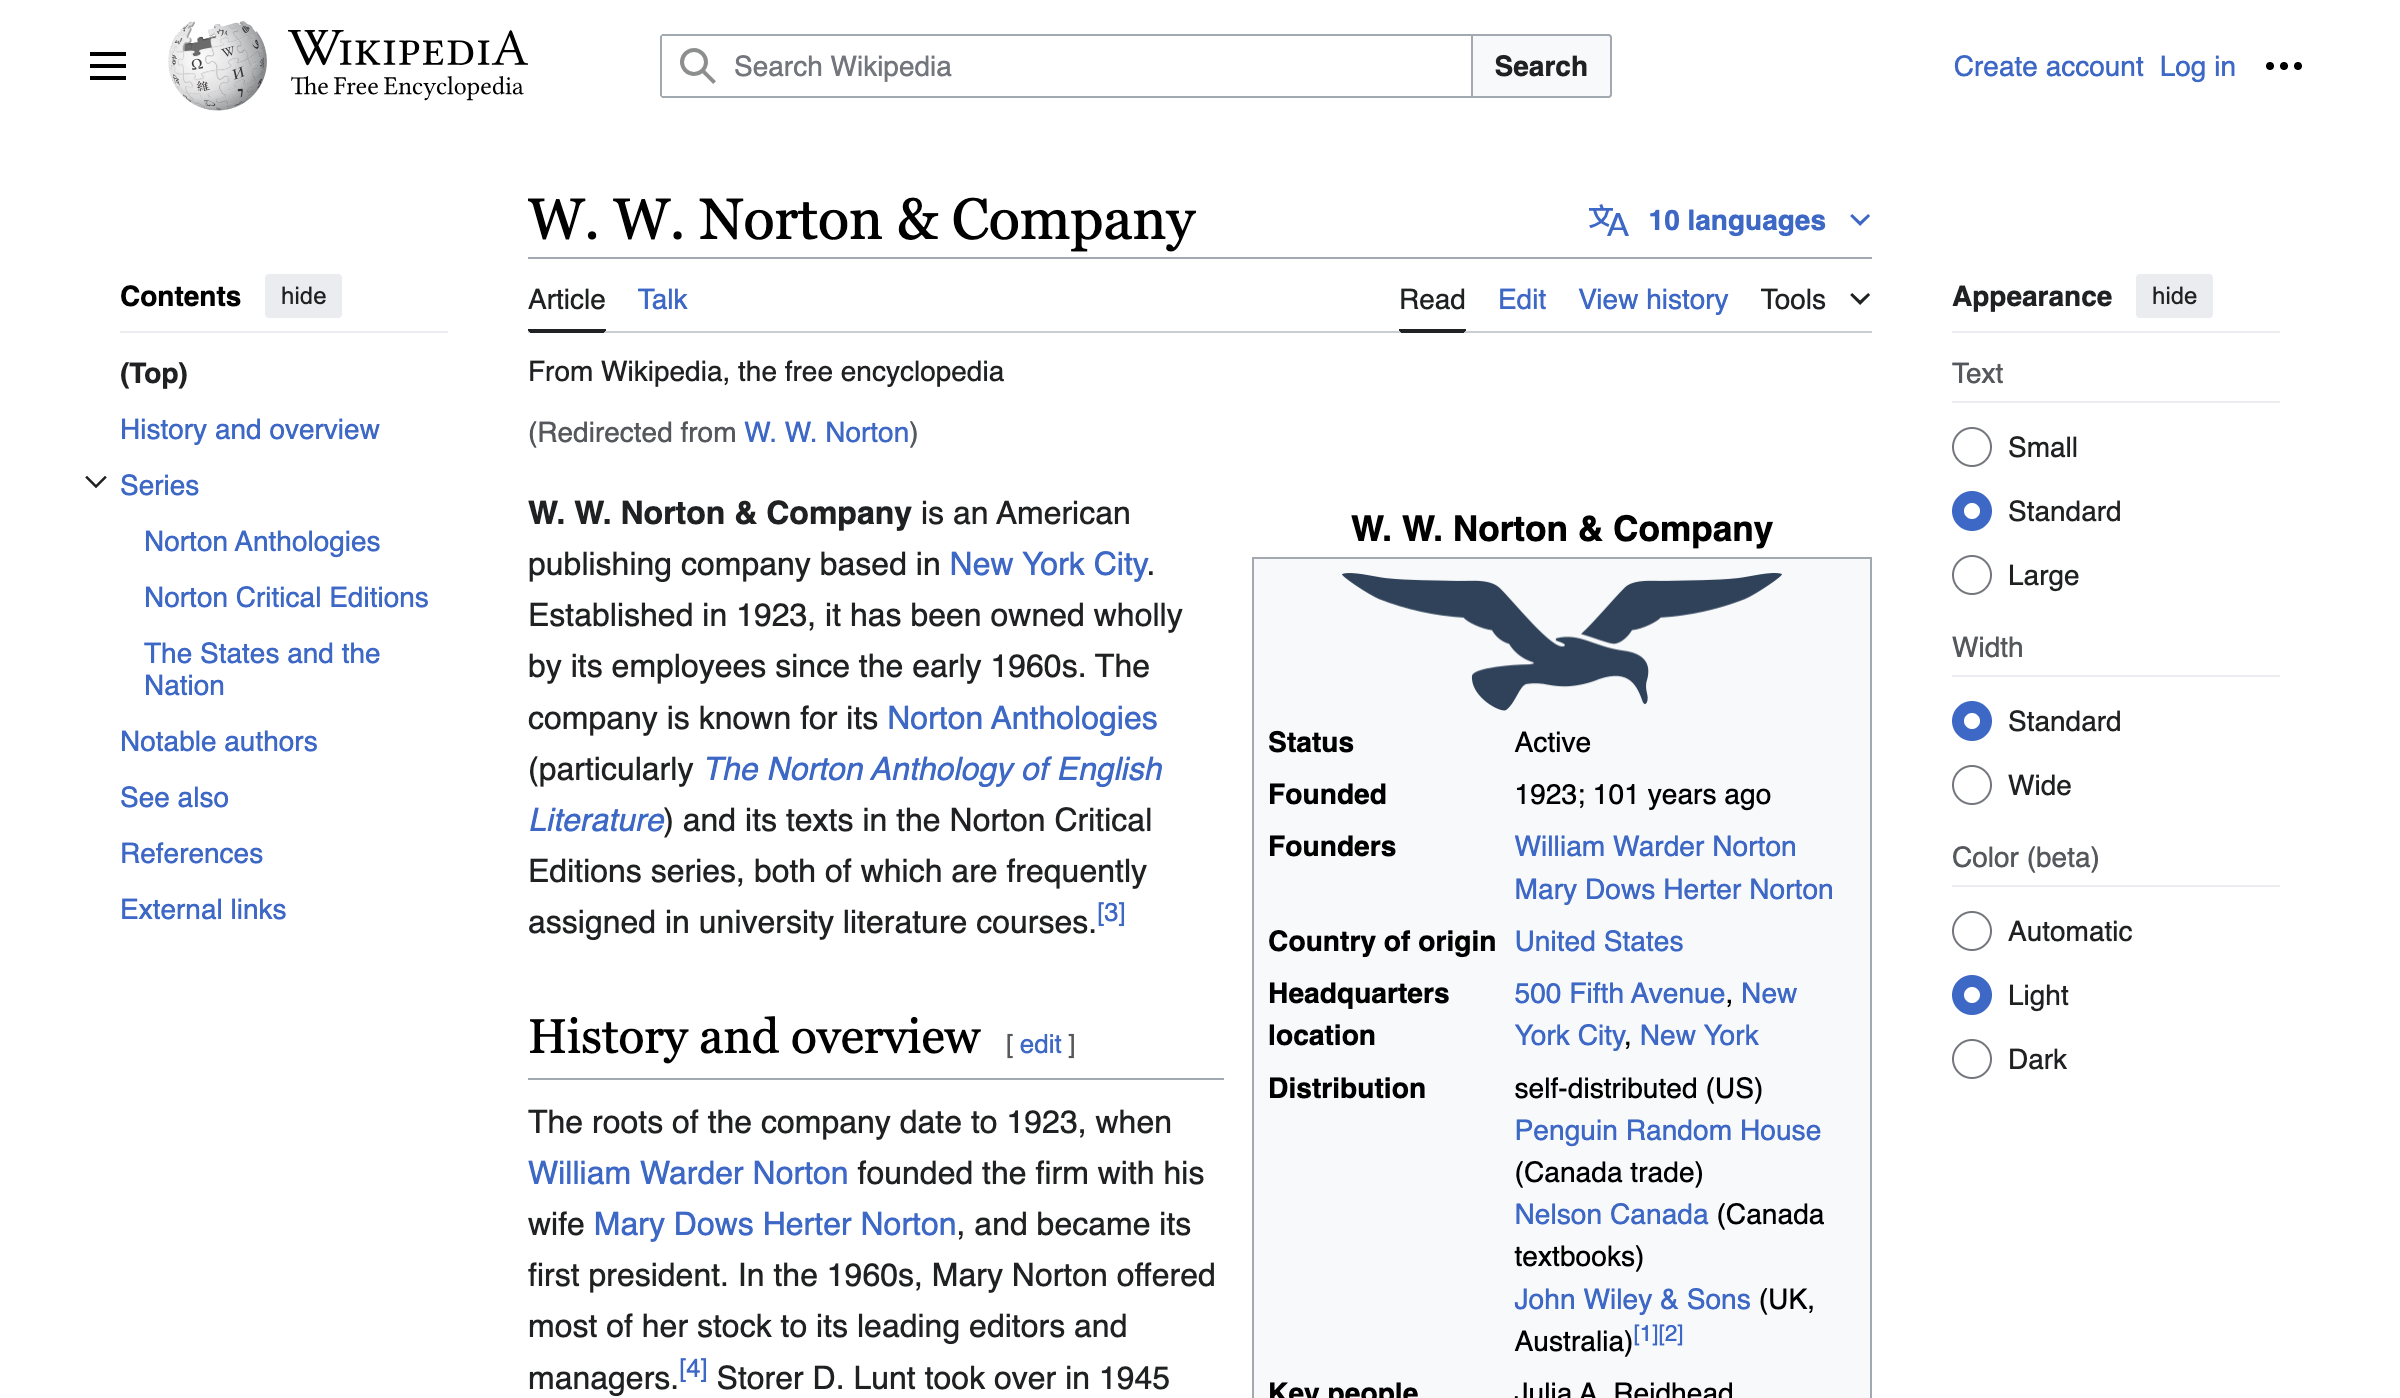 WIKIPEDIA
The Free Encyclopedia
Search Wikipedia
Search
Create account
Log in
W. W. Norton & Company
10 languages
Contents
hide
(Top)
History and overview
Series
Norton Anthologies
Norton Critical Editions
The States and the
Nation
Notable authors
See also
References
External links
Article
Talk
Read
Edit
View history
Tools
From Wikipedia, the free encyclopedia
(Redirected from W. W. Norton)
W. W. Norton & Company is an American
publishing company based in New York City.
Established in 1923, it has been owned wholly
by its employees since the early 1960s. The
company is known for its Norton Anthologies
(particularly The Norton Anthology of English
Literature) and its texts in the Norton Critical
Editions series, both of which are frequently
assigned in university literature courses.[3]
History and overview [ edit ]
The roots of the company date to 1923, when
William Warder Norton founded the firm with his
wife Mary Dows Herter Norton, and became its
first president. In the 1960s, Mary Norton offered
most of her stock to its leading editors and
managers.[4] Storer D. Lunt took over in 1945
W. W. Norton & Company
Status Active
Founded 1923; 101 years ago
Founders William Warder Norton
Mary Dows Herter Norton
Country of origin United States
Headquarters 500 Fifth Avenue, New
location York City, New York
Distribution self-distributed (US)
Penguin Random House
(Canada trade)
Nelson Canada (Canada
textbooks)
John Wiley & Sons (UK,
Australia)[1][2]
Key people Julia A. Reidhead
Appearance
hide
Text
Small
Standard
Large
Width
Standard
Wide
Color (beta)
Automatic
Light
Dark